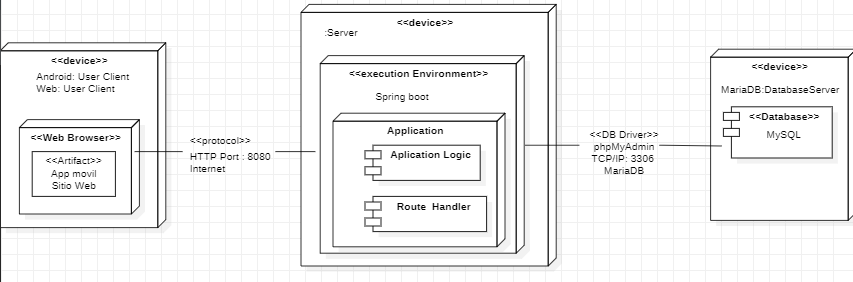 <<device>>
Android: User Client
Web: User Client
<<Web Browser>>
<<Artifact>>
App movil
Sitio Web
<<protocol>>
HTTP Port : 8080
Internet
<<device>>
:Server
<<execution Environment>>
Spring boot
Application
Aplication Logic
Route Handler
<<DB Driver>>
phpMyAdmin
TCP/IP: 3306
MariaDB
<<device>>
MariaDB:DatabaseServer
<<Database>>
MySQL